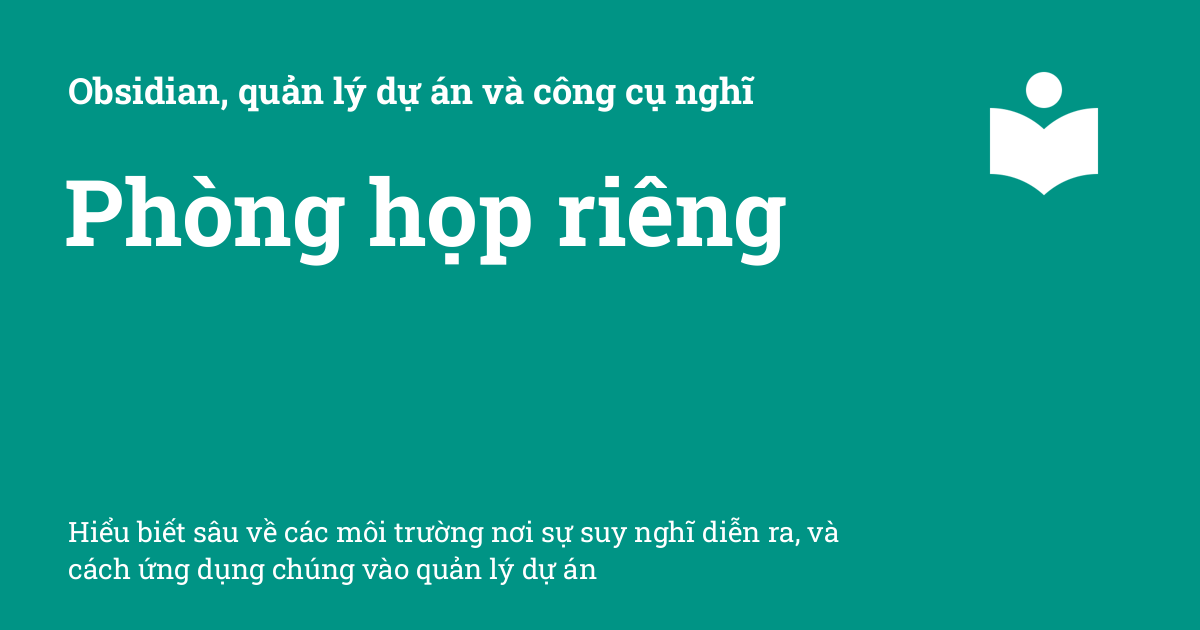 Obsidian, quản lý dự án và công cụ nghĩ
Phòng họp riêng
Hiểu biết sâu về các môi trường nơi sự suy nghĩ diễn ra, và
cách ứng dụng chúng vào quản lý dự án